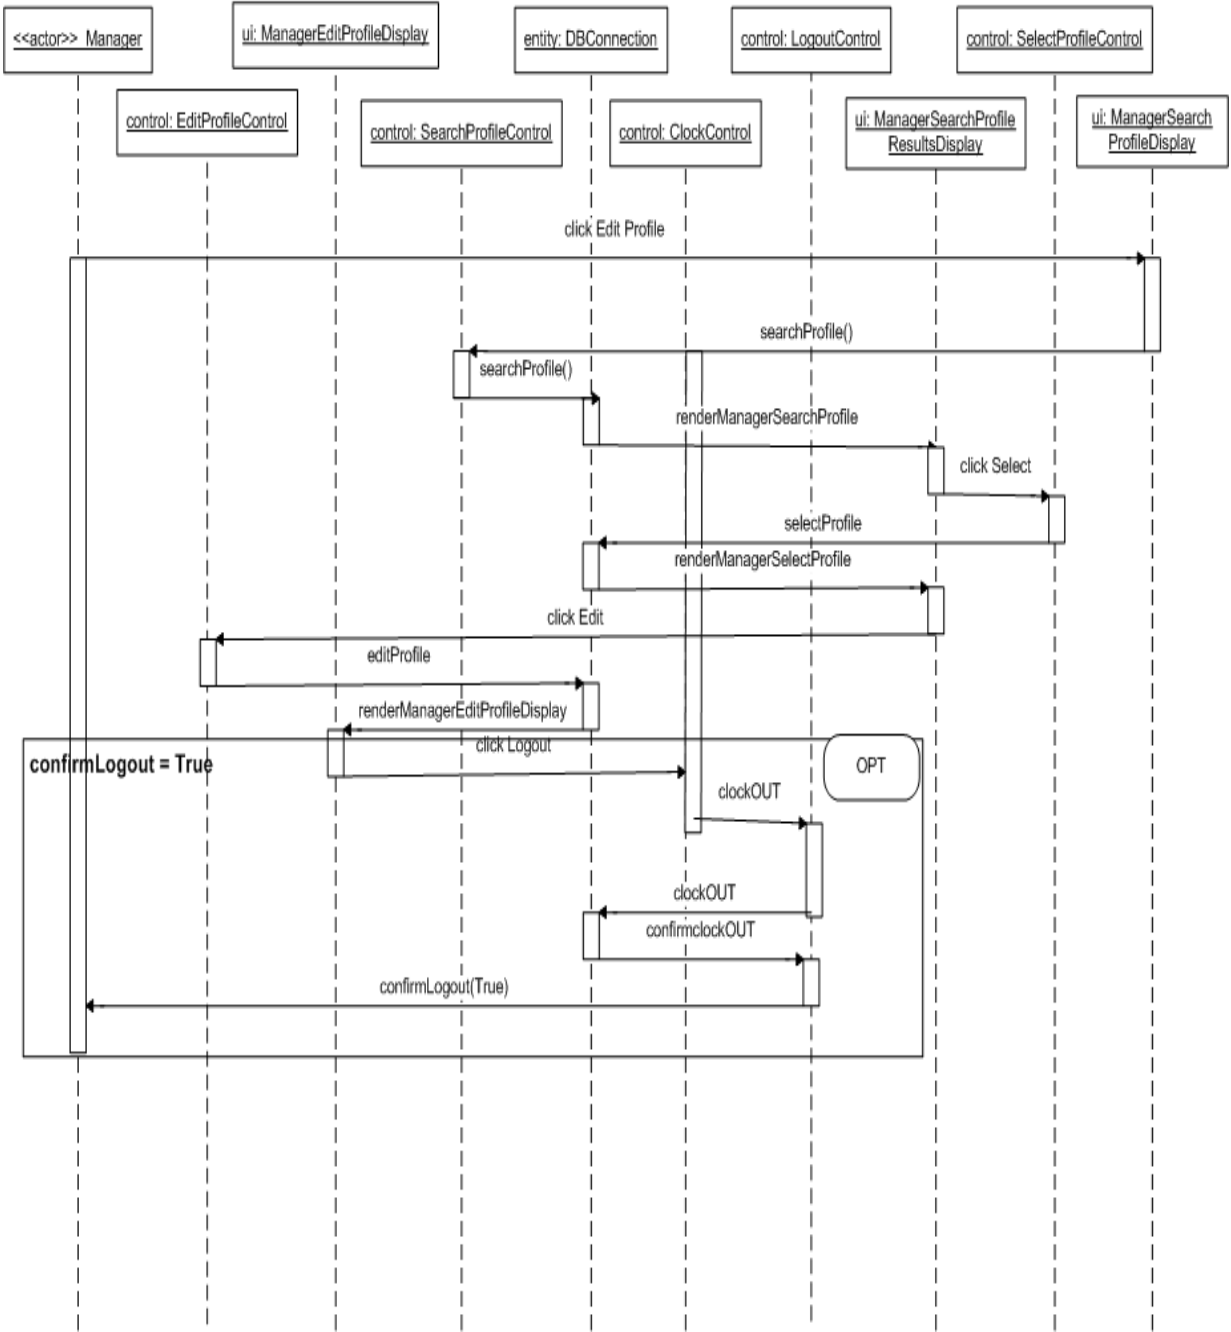 <<actor>> Manager
ui: ManagerEditProfileDisplay
entity: DBConnection
control: LogoutControl
control: SelectProfileControl
control: EditProfileControl
control: SearchProfileControl
control: ClockControl
ui: ManagerSearchProfile
ResultsDisplay
ui: ManagerSearch
ProfileDisplay
click Edit Profile
searchProfile()
searchProfile()
renderManagerSearchProfile
click Select
selectProfile
renderManagerSelectProfile
click Edit
editProfile
renderManagerEditProfileDisplay
click Logout
confirmLogout = True
OPT
clockOUT
clockOUT
confirmclockOUT
confirmLogout(True)